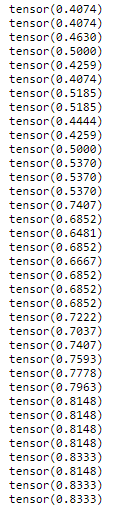 tensor(0.4074)
tensor(0.4074)
tensor(0.4630)
tensor(0.5000)
tensor(0.4259)
tensor(0.4074)
tensor(0.5185)
tensor(0.5185)
tensor(0.4444)
tensor(0.4259)
tensor(0.5000)
tensor(0.5370)
tensor(0.5370)
tensor(0.5370)
tensor(0.7407)
tensor(0.6852)
tensor(0.6481)
tensor(0.6852)
tensor(0.6667)
tensor(0.6852)
tensor(0.6852)
tensor(0.6852)
tensor(0.7222)
tensor(0.7037)
tensor(0.7407)
tensor(0.7593)
tensor(0.7778)
tensor(0.7963)
tensor(0.8148)
tensor(0.8148)
tensor(0.8148)
tensor(0.8148)
tensor(0.8333)
tensor(0.8148)
tensor(0.8333)
tensor(0.8333)